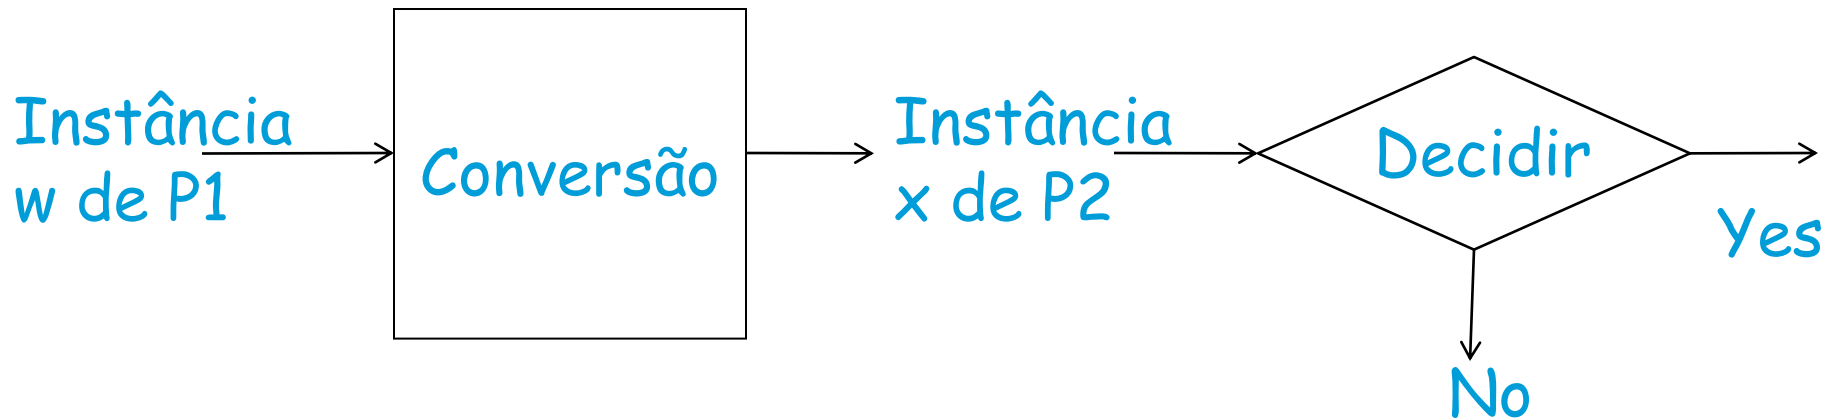 Instância
w de P1
Conversão
Instância
x de P2
Decidir
Yes
No